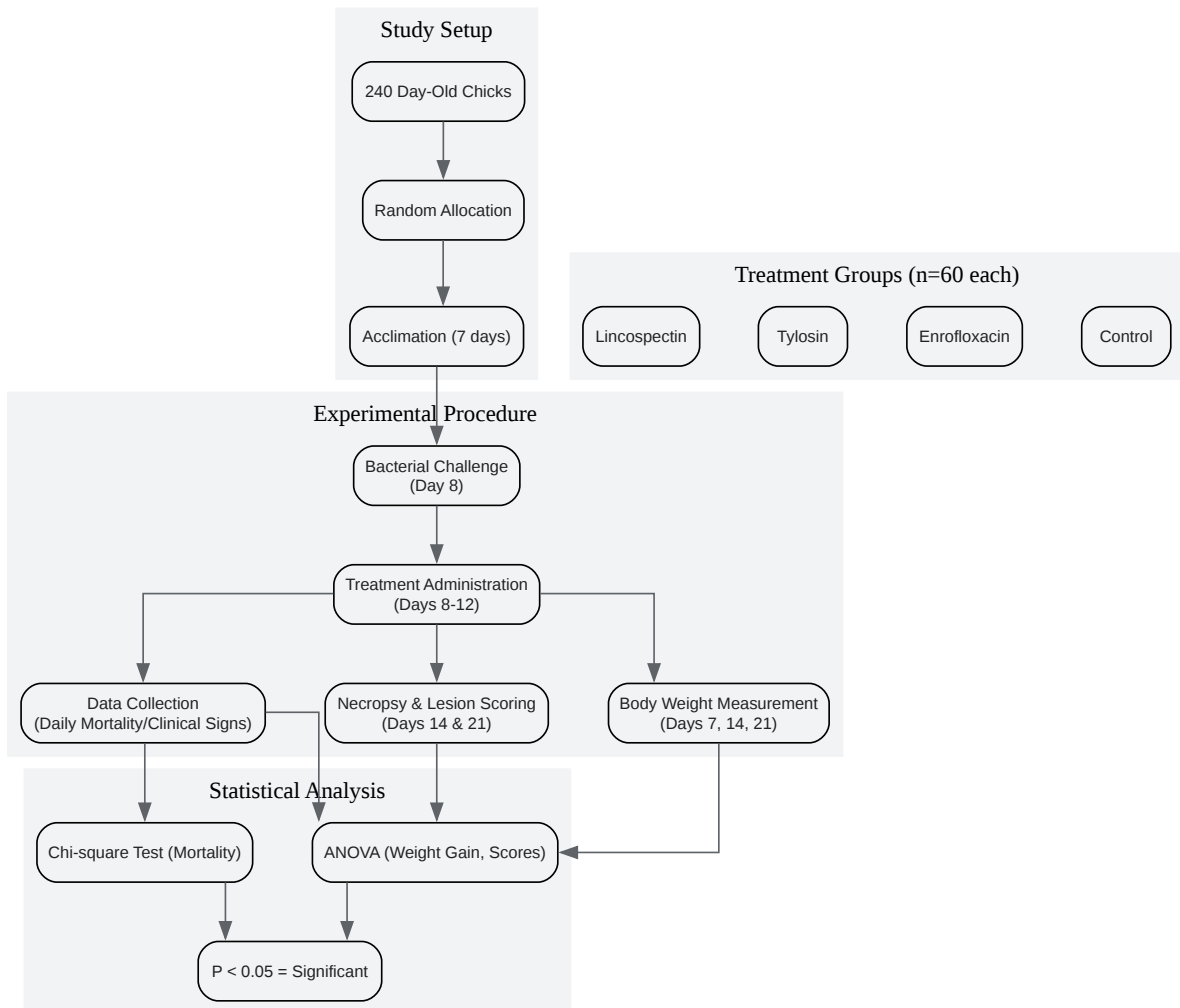 Study Setup
240 Day-Old Chicks
Random Allocation
Acclimation (7 days)
Treatment Groups (n=60 each)
Lincospectin
Tylosin
Enrofloxacin
Control
Experimental Procedure
Bacterial Challenge
(Day 8)
Treatment Administration
(Days 8-12)
Data Collection
(Daily Mortality/Clinical Signs)
Necropsy & Lesion Scoring
(Days 14 & 21)
Body Weight Measurement
(Days 7, 14, 21)
Statistical Analysis
Chi-square Test (Mortality)
ANOVA (Weight Gain, Scores)
P < 0.05 = Significant